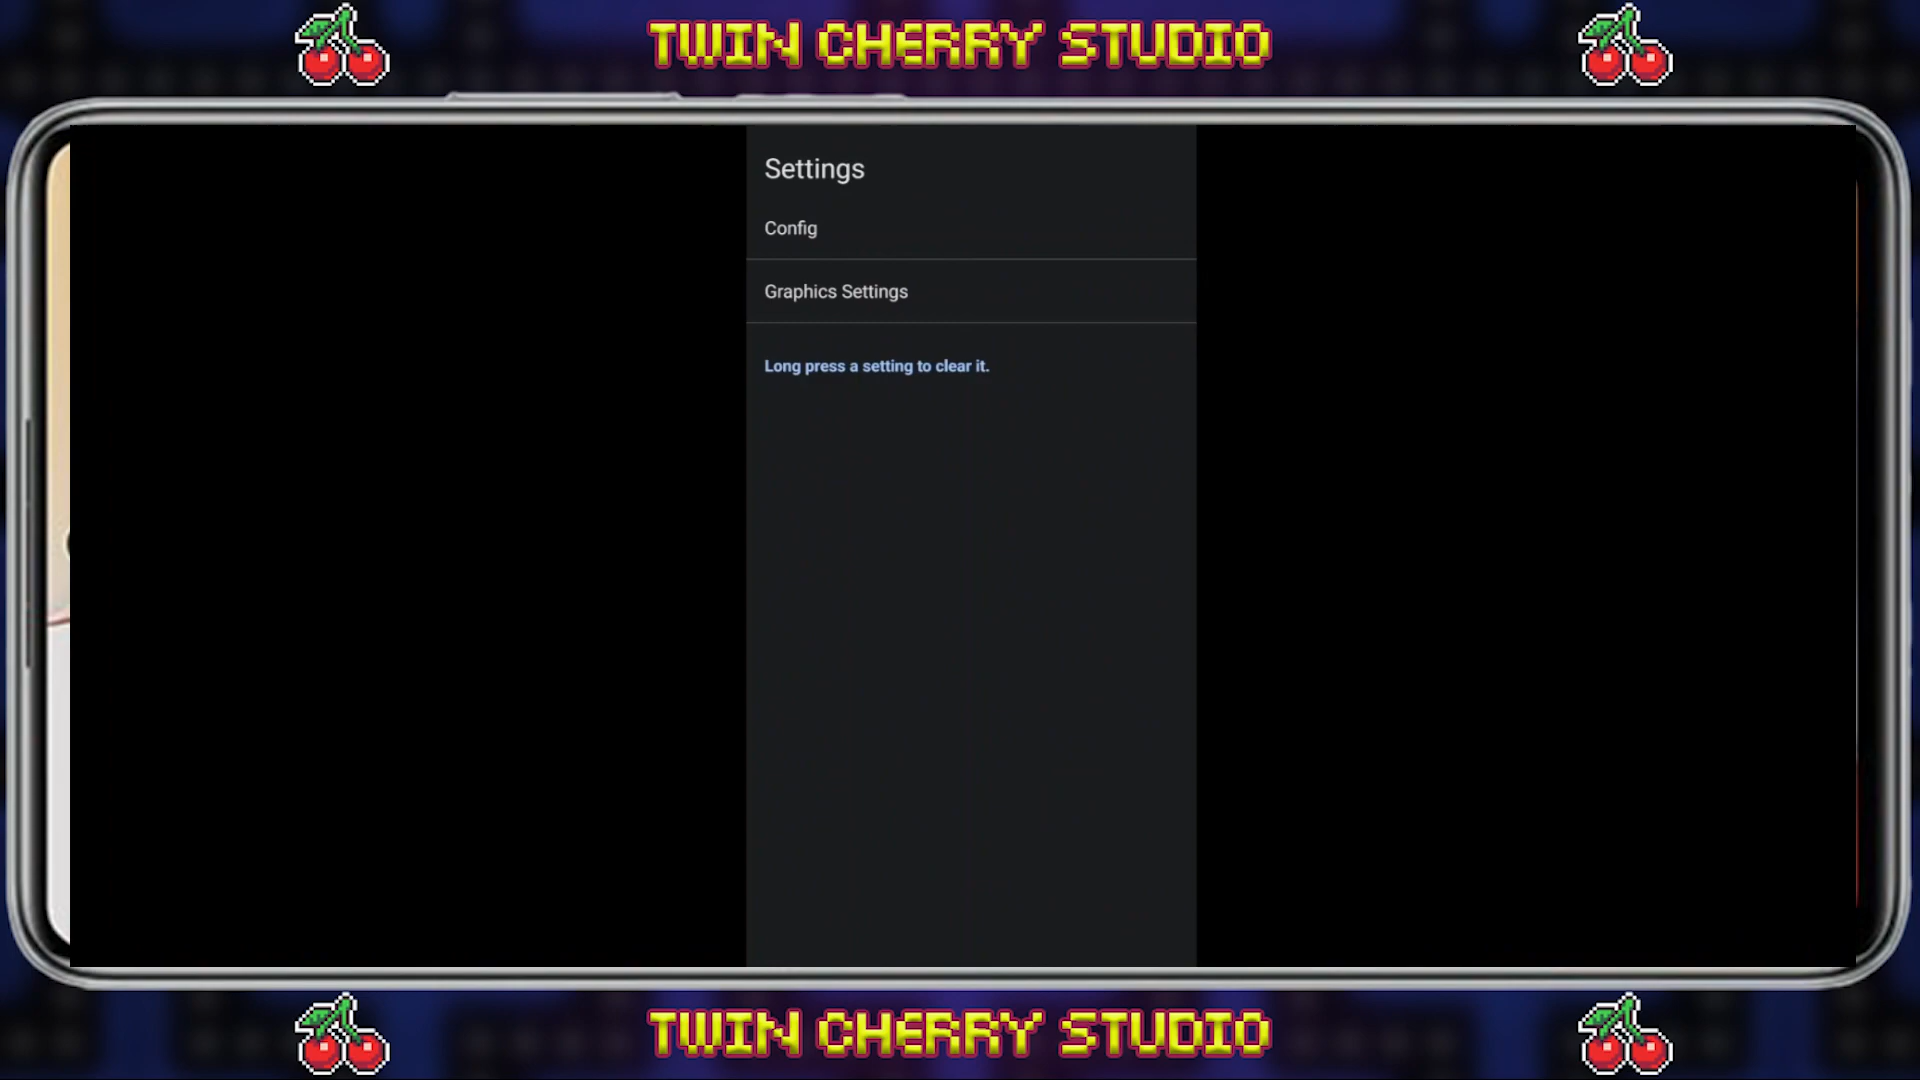 TWIN CHERRY STUDIO
Settings
Config
Graphics Settings
Long press a setting to clear it.
TWIN CHERRY STUDIO